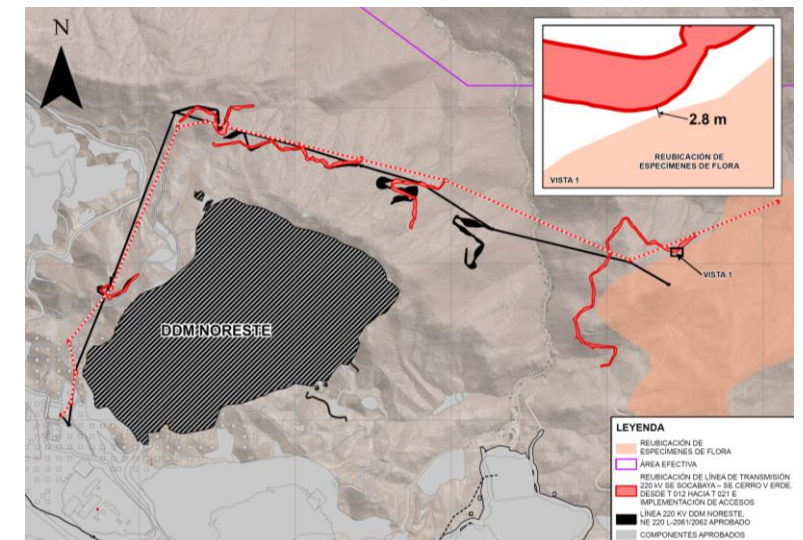 N
2.8 m
REUBICACIÓN DE
ESPECÍMENES DE FLORA
VISTA 1
VISTA 1
DDM NORESTE
LEYENDA
REUBICACIÓN DE
ESPECÍMENES DE FLORA
ÁREA EFECTIVA
REUBICACIÓN DE LÍNEA DE TRANSMISIÓN
220 kV SE SOCABAYA – SE CERRO V ERDE,
DESDE T 012 HACIA T 021 E
IMPLEMENTACIÓN DE ACCESOS
LÍNEA 220 KV DDM NORESTE,
NE 220 L-2061/2062 APROBADO
COMPONENTES APROBADOS